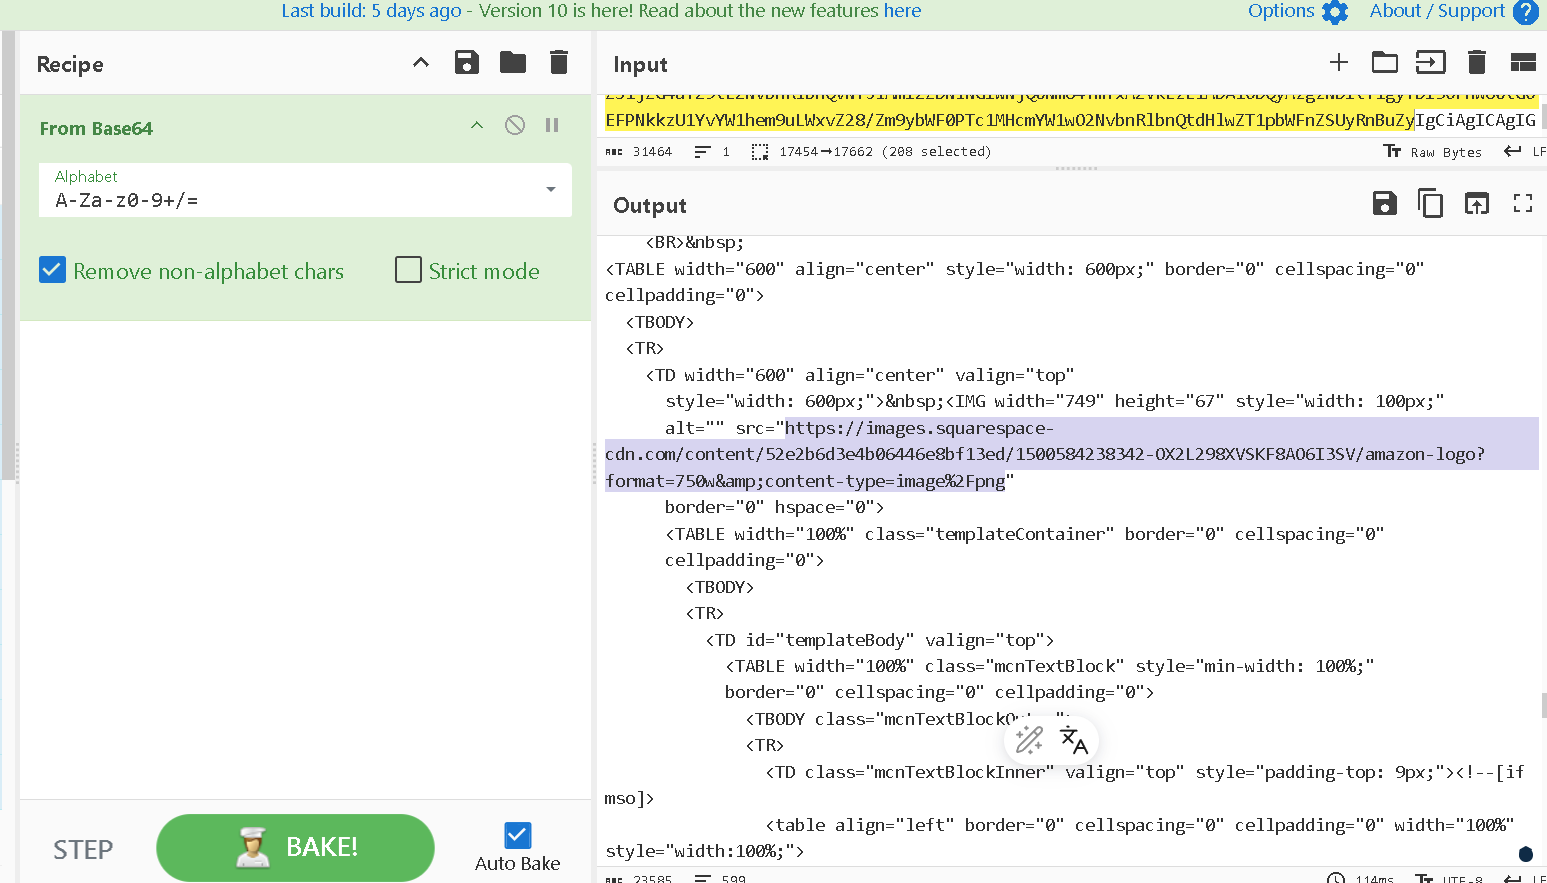 Last build: 5 days ago - Version 10 is here! Read about the new features here
Options
About / Support
Recipe
From Base64
Alphabet
A-Za-z0-9+/=
Remove non-alphabet chars
Strict mode
STEP
BAKE!
Auto Bake
Input
EFPNkkzU1YvYW1hem9uLWxvZ28/Zm9ybWF0PTc1MHcmYW1wO2NvbnRlbnQtdHlwZT1pbWFnZSUyRnBuZyIgCiAgICAgIG
31464
1
17454→17662 (208 selected)
Raw Bytes
LF
Output
<BR>&nbsp;
<TABLE width="600" align="center" style="width: 600px;" border="0" cellspacing="0"
cellpadding="0">
<TBODY>
<TR>
<TD width="600" align="center" valign="top"
style="width: 600px;">&nbsp;<IMG width="749" height="67" style="width: 100px;"
alt="" src="https://images.squarespace-
cdn.com/content/52e2b6d3e4b06446e8bf13ed/1500584238342-OX2L298XVSKF8AO6I3SV/amazon-logo?
format=750w&amp;content-type=image%2Fpng"
border="0" hspace="0">
<TABLE width="100%" class="templateContainer" border="0" cellspacing="0"
cellpadding="0">
<TBODY>
<TR>
<TD id="templateBody" valign="top">
<TABLE width="100%" class="mcnTextBlock" style="min-width: 100%;"
border="0" cellspacing="0" cellpadding="0">
<TBODY
<TR>
<TD class="mcnTextBlockInner" valign="top" style="padding-top: 9px;"><!--[if
mso]>
<table align="left" border="0" cellspacing="0" cellpadding="0" width="100%"
style="width:100%;">
23585
599
114ms
UTF-8
LF